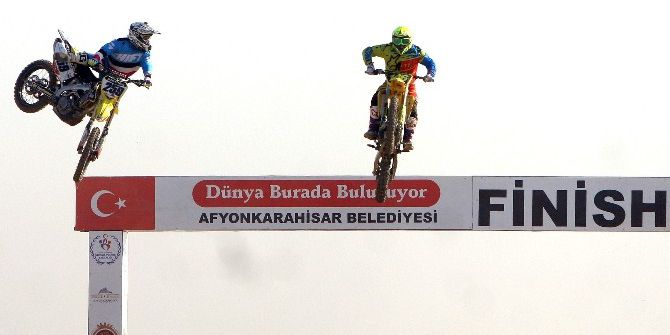 Dünya Burada Buluşuyor
AFYONKARAHİSAR BELEDİYESİ
FİNİSH